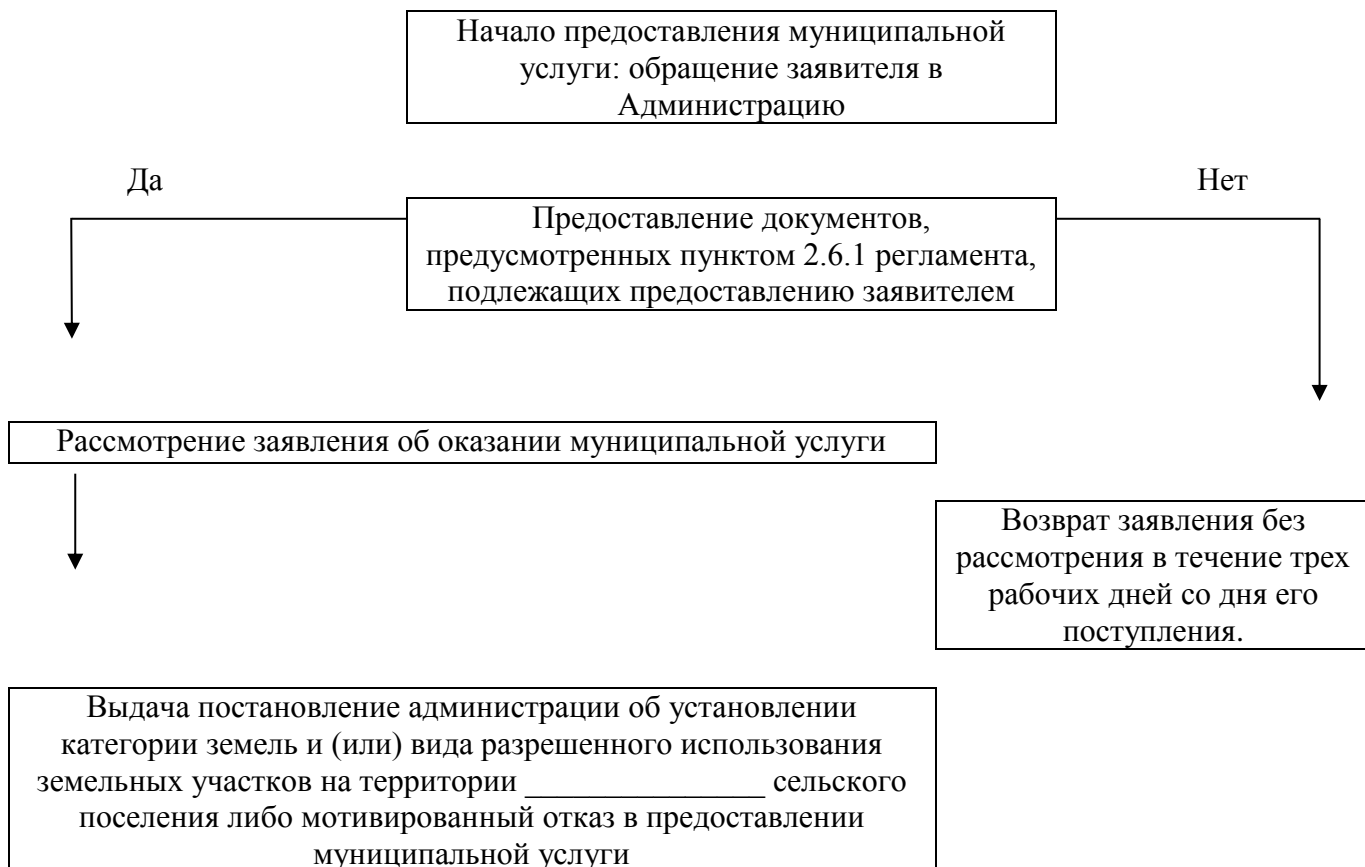 Начало предоставления муниципальной
услуги: обращение заявителя в
Администрацию
Да
Нет
Предоставление документов,
предусмотренных пунктом 2.6.1 регламента,
подлежащих предоставлению заявителем
Рассмотрение заявления об оказании муниципальной услуги
Возврат заявления без
рассмотрения в течение трех
рабочих дней со дня его
поступления.
Выдача постановление администрации об установлении
категории земель и (или) вида разрешенного использования
земельных участков на территории _______________ сельского
поселения либо мотивированный отказ в предоставлении
муниципальной услуги